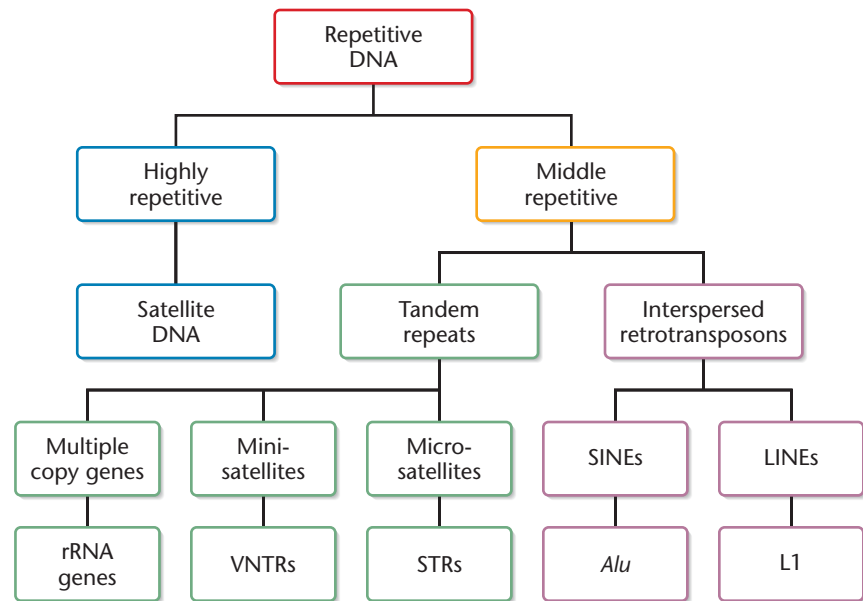 Repetitive
DNA
Highly
repetitive
Middle
repetitive
Satellite
DNA
Tandem
repeats
Interspersed
retrotransposons
Multiple
copy genes
Mini-
satellites
Micro-
satellites
SINEs
LINEs
rRNA
genes
VNTRs
STRs
Alu
L1